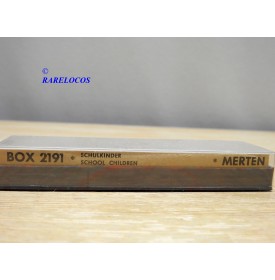 ©
RARELOCOS
BOX 2191 • SCHULKINDER
SCHOOL CHILDREN • MERTEN